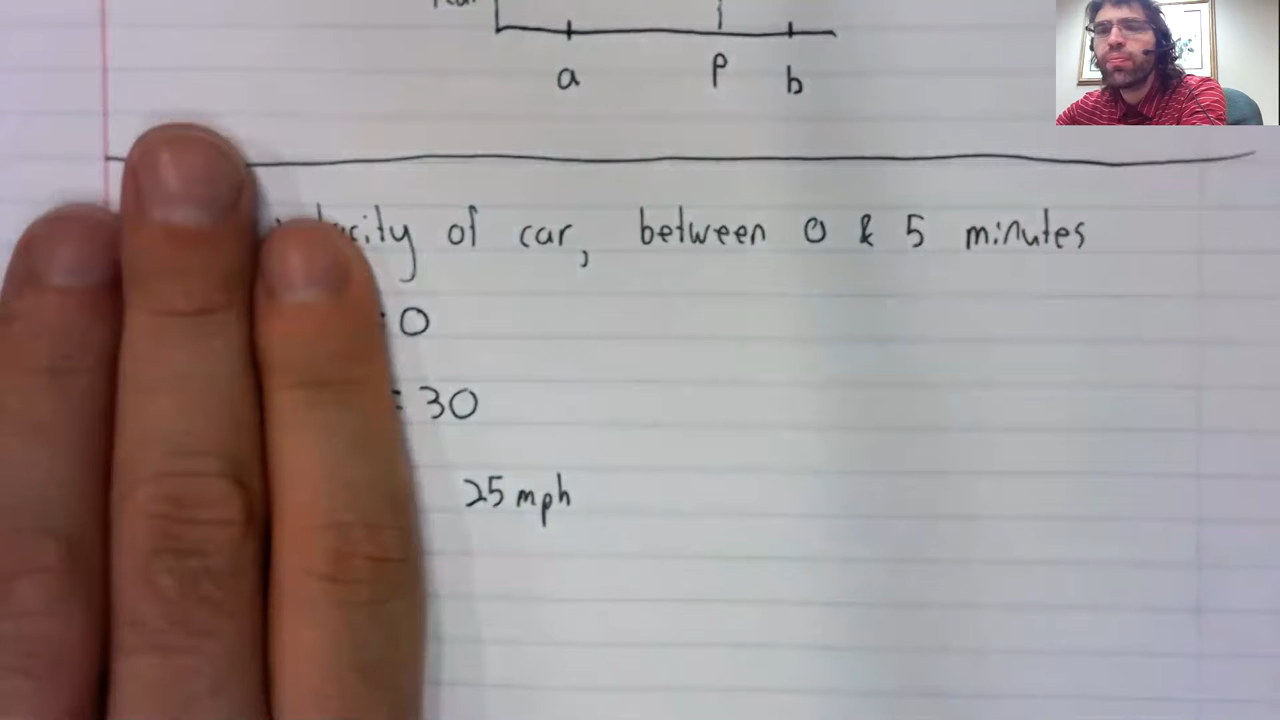 a p b
of car, between 0 & 5 minutes
0
= 30
25 mph